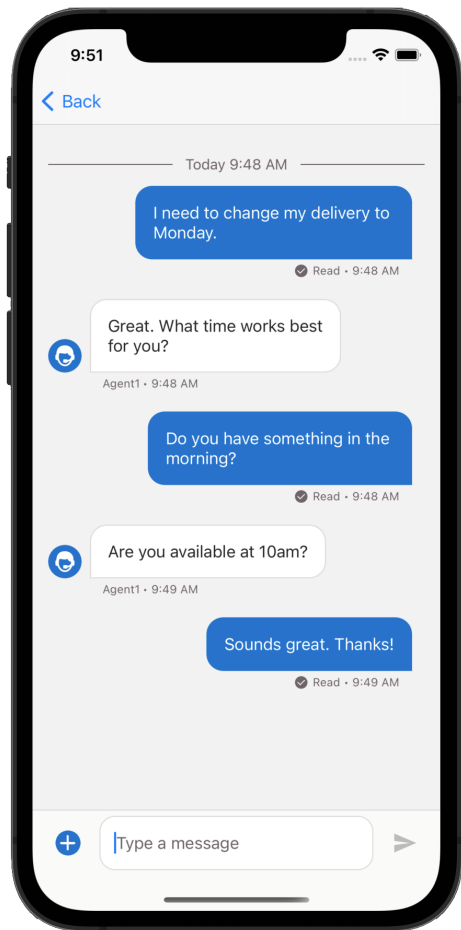 9:51
Back
Today 9:48 AM
I need to change my delivery to
Monday.
Read • 9:48 AM
Great. What time works best
for you?
Agent1 • 9:48 AM
Do you have something in the
morning?
Read • 9:48 AM
Are you available at 10am?
Agent1 • 9:49 AM
Sounds great. Thanks!
Read • 9:49 AM
Type a message